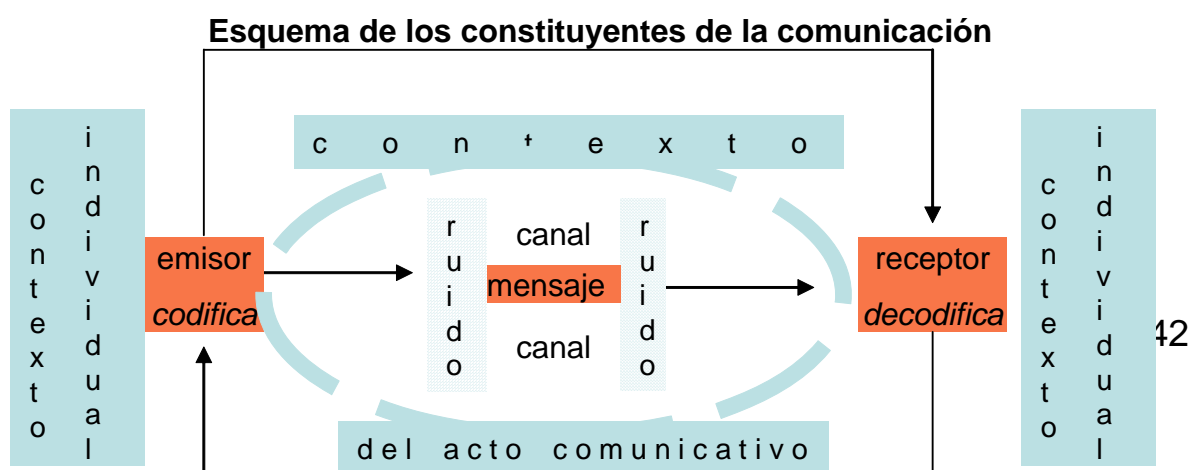 Esquema de los constituyentes de la comunicación
contexto
individual
contexto
emisor
codifica
ruido
canal
mensaje
canal
ruido
receptor
decodifica
contexto
individual
42
del acto comunicativo